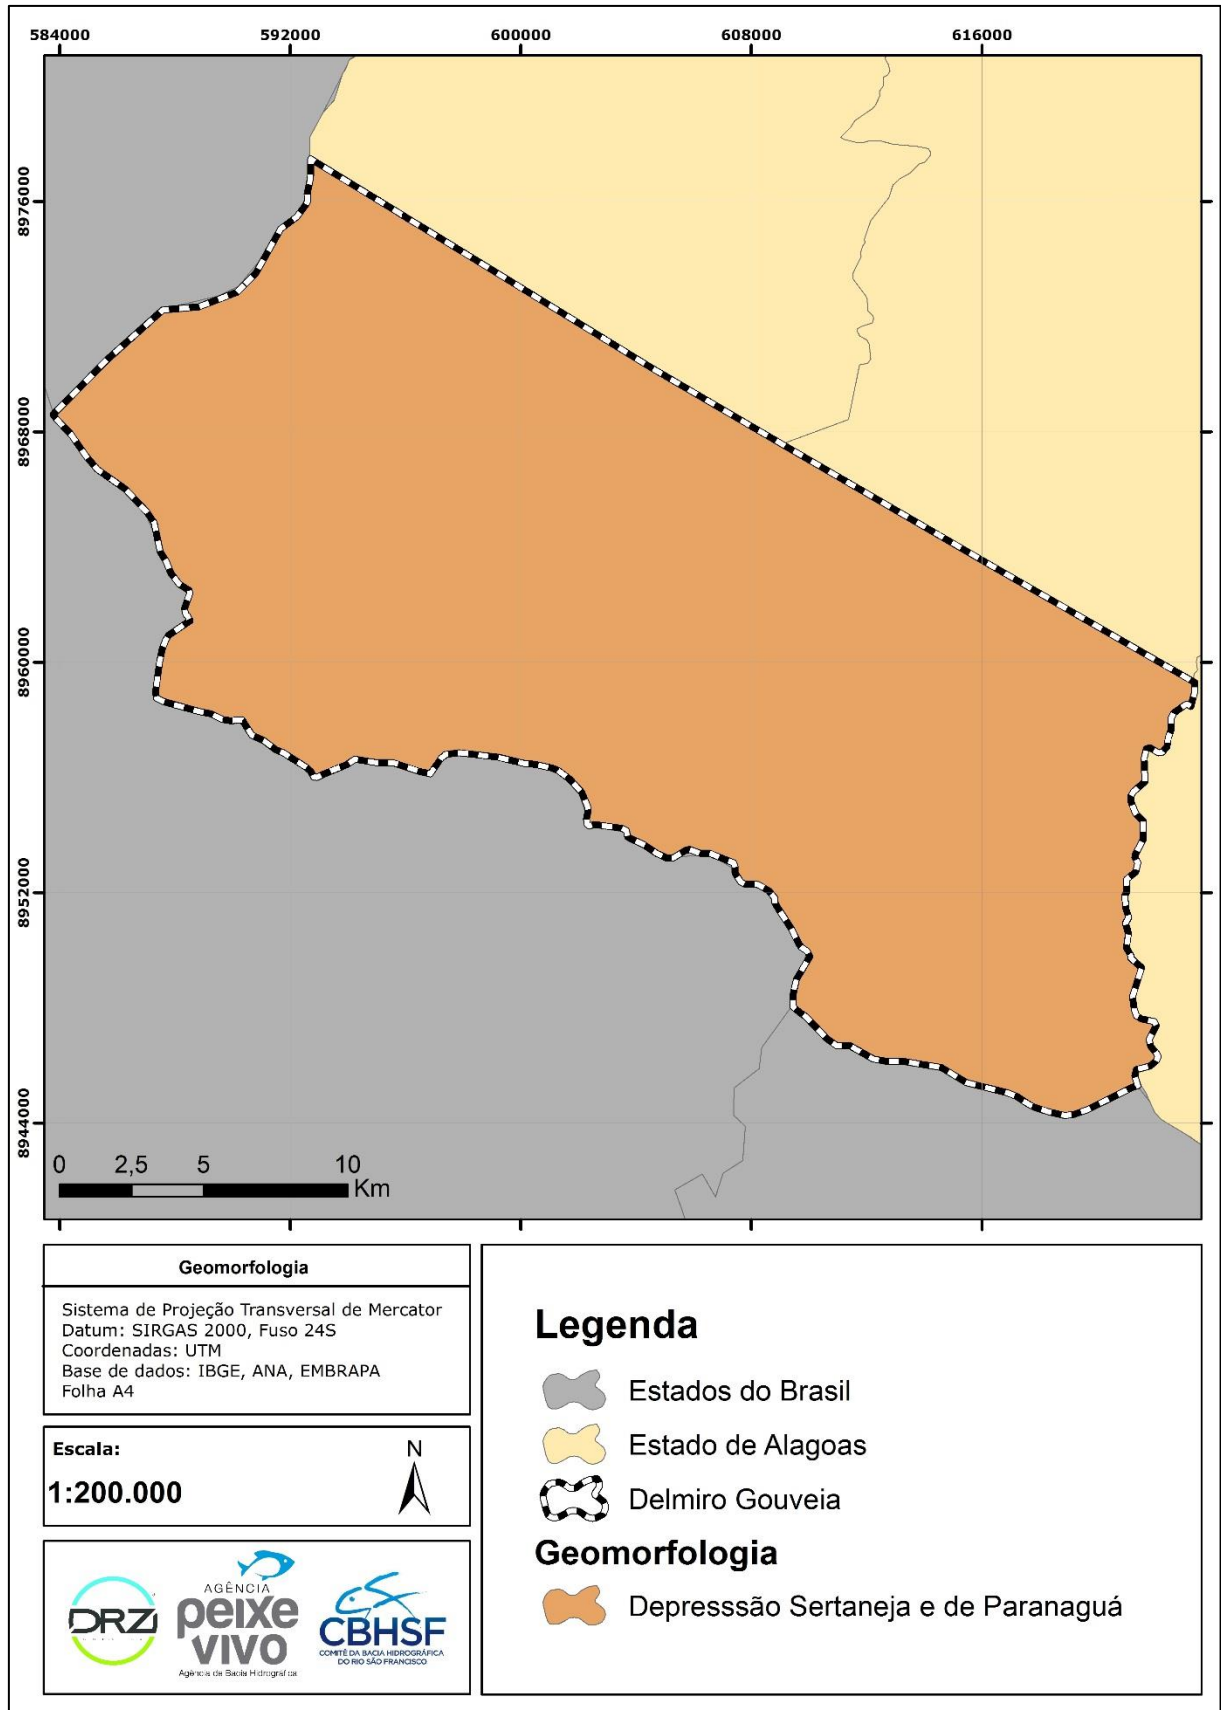 584000
592000
600000
608000
616000
8976000
8968000
8960000
8952000
8944000
0 2,5 5 10
Km
Geomorfologia
Sistema de Projeção Transversal de Mercator
Datum: SIRGAS 2000, Fuso 24S
Coordenadas: UTM
Base de dados: IBGE, ANA, EMBRAPA
Folha A4
Escala:
1:200.000
N
DRZ
AGÊNCIA
peixe
vivo
Agência de Bacia Hidrográfica
CBHSF
COMITÊ DA BACIA HIDROGRÁFICA
DO RIO SÃO FRANCISCO
Legenda
Estados do Brasil
Estado de Alagoas
Delmiro Gouveia
Geomorfologia
Depresssão Sertaneja e de Paranaguá